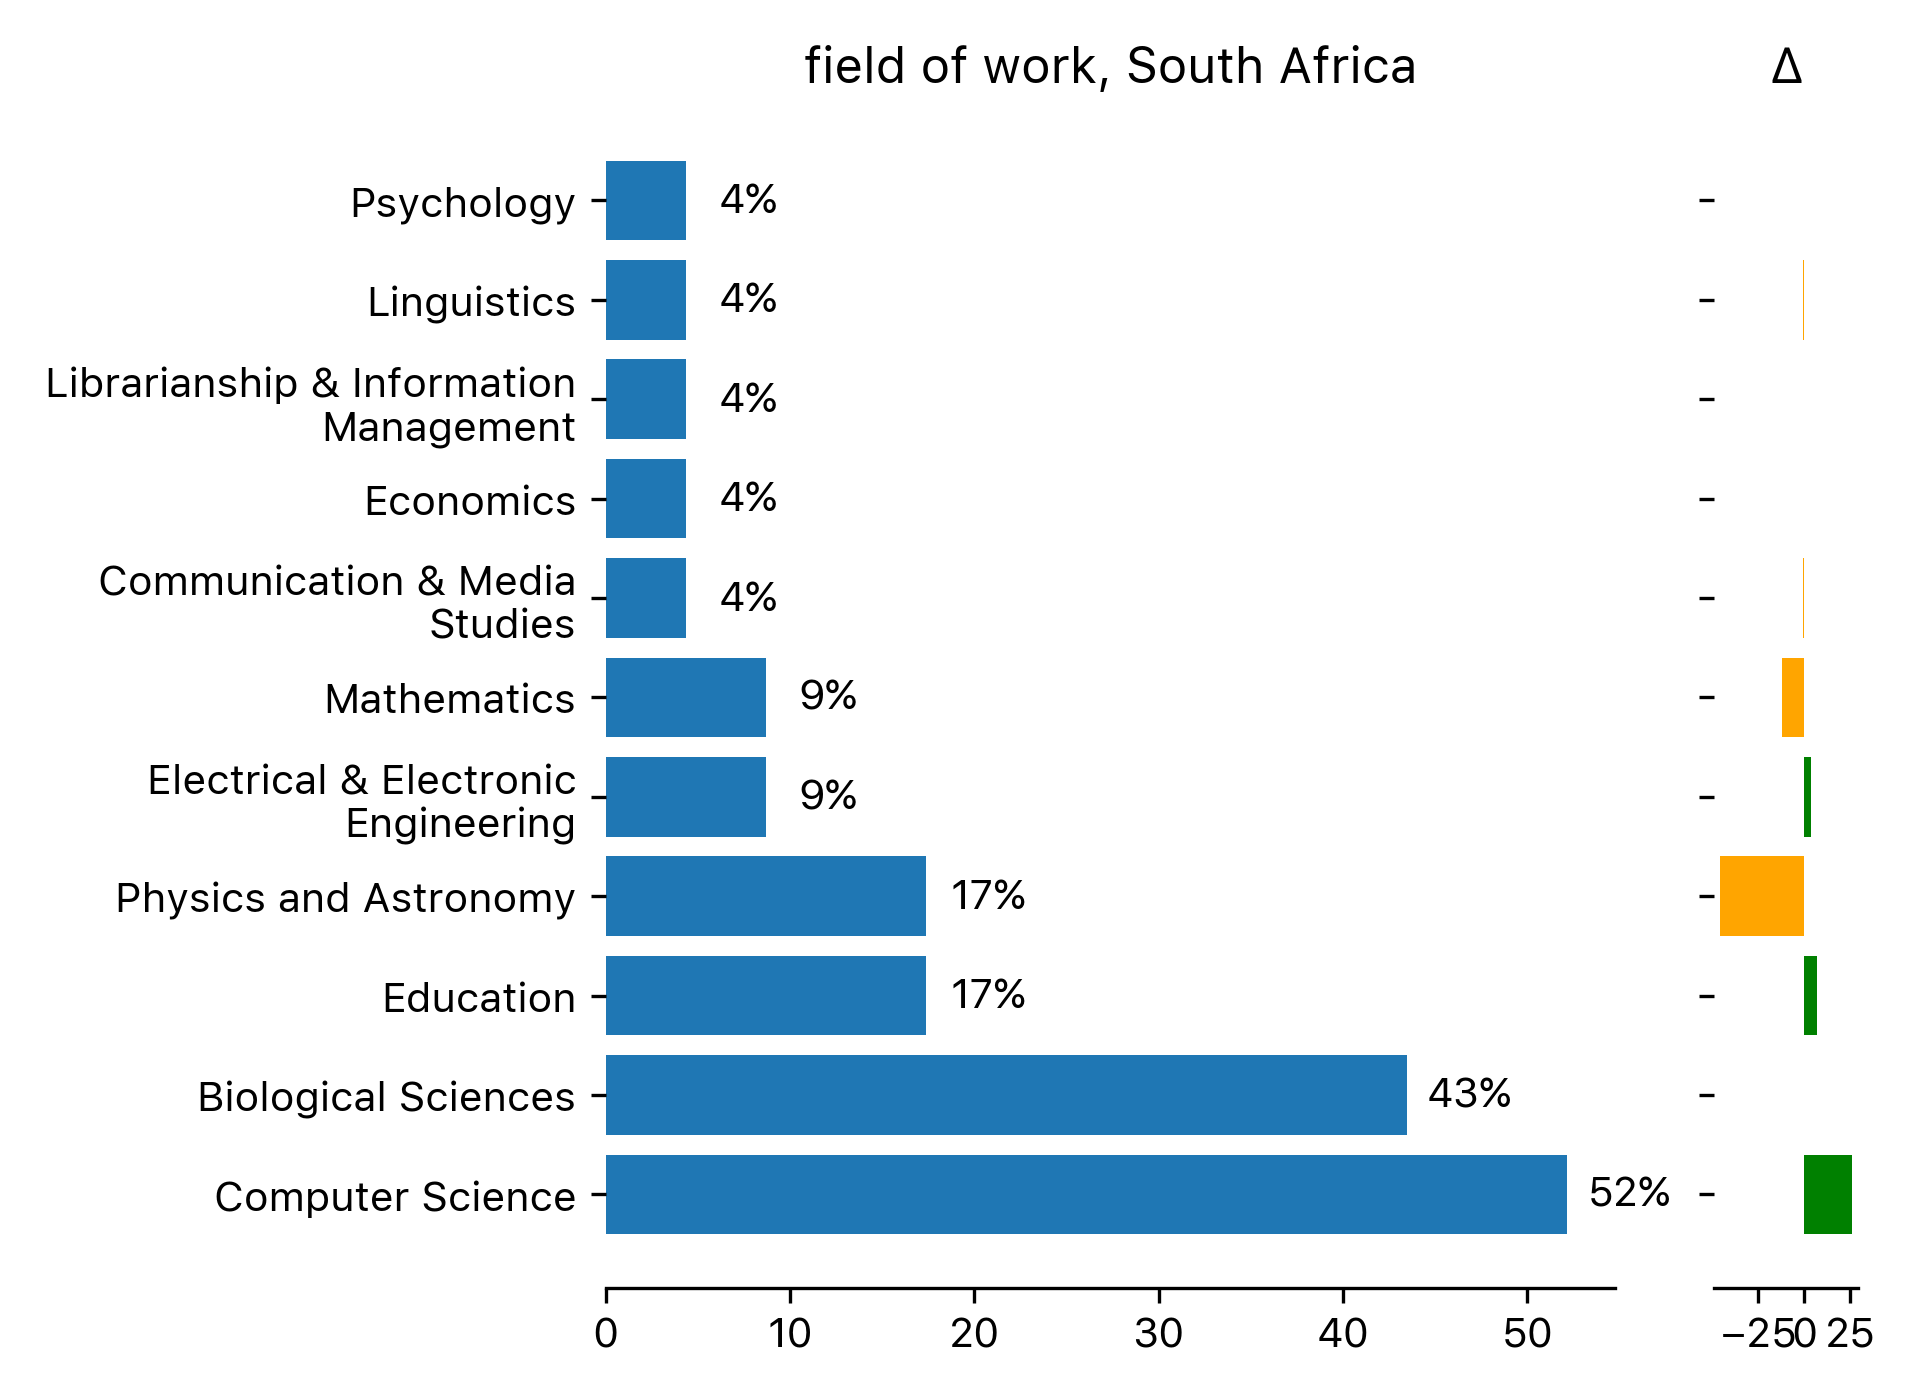 field of work, South Africa
Δ
Psychology
4%
Linguistics
4%
Librarianship & Information
Management
4%
Economics
4%
Communication & Media
Studies
4%
Mathematics
9%
Electrical & Electronic
Engineering
9%
Physics and Astronomy
17%
Education
17%
Biological Sciences
43%
Computer Science
52%
0 10 20 30 40 50
−25 0 25